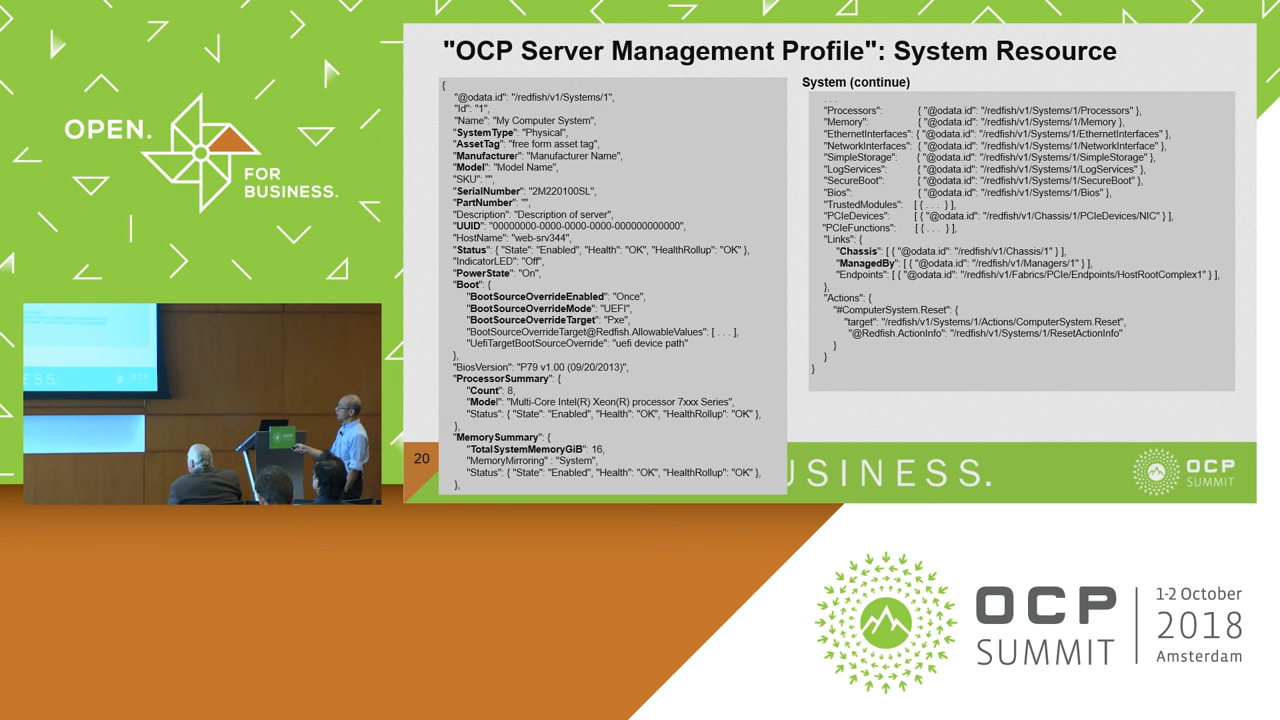 OPEN.
FOR
BUSINESS.
"OCP Server Management Profile": System Resource
{
"@odata.id": "/redfish/v1/Systems/1",
"Id": "1",
"Name": "My Computer System",
"SystemType": "Physical",
"AssetTag": "free form asset tag",
"Manufacturer": "Manufacturer Name",
"Model": "Model Name",
"SKU": "",
"SerialNumber": "2M220100SL",
"PartNumber": "",
"Description": "Description of server",
"UUID": "00000000-0000-0000-0000-000000000000",
"HostName": "web-srv344",
"Status": { "State": "Enabled", "Health": "OK", "HealthRollup": "OK" },
"IndicatorLED": "Off",
"PowerState": "On",
"Boot": {
"BootSourceOverrideEnabled": "Once",
"BootSourceOverrideMode": "UEFI",
"BootSourceOverrideTarget": "Pxe",
"BootSourceOverrideTarget@Redfish.AllowableValues": [ . . . ],
"UefiTargetBootSourceOverride": "uefi device path"
},
"BiosVersion": "P79 v1.00 (09/20/2013)",
"ProcessorSummary": {
"Count": 8,
"Model": "Multi-Core Intel(R) Xeon(R) processor 7xxx Series",
"Status": { "State": "Enabled", "Health": "OK", "HealthRollup": "OK" },
},
"MemorySummary": {
"TotalSystemMemoryGiB": 16,
"MemoryMirroring" : "System",
"Status": { "State": "Enabled", "Health": "OK", "HealthRollup": "OK" },
},
System (continue)
. . .
"Processors": { "@odata.id": "/redfish/v1/Systems/1/Processors" },
"Memory": { "@odata.id": "/redfish/v1/Systems/1/Memory },
"EthernetInterfaces": { "@odata.id": "/redfish/v1/Systems/1/EthernetInterfaces" },
"NetworkInterfaces": { "@odata.id": "/redfish/v1/Systems/1/NetworkInterface" },
"SimpleStorage": { "@odata.id": "/redfish/v1/Systems/1/SimpleStorage" },
"LogServices": { "@odata.id": "/redfish/v1/Systems/1/LogServices" },
"SecureBoot": { "@odata.id": "/redfish/v1/Systems/1/SecureBoot" },
"Bios": { "@odata.id": "/redfish/v1/Systems/1/Bios" },
"TrustedModules": [ { . . . } ],
"PCIeDevices": [ { "@odata.id": "/redfish/v1/Chassis/1/PCIeDevices/NIC" } ],
"PCIeFunctions": [ { . . . } ],
"Links": {
"Chassis": [ { "@odata.id": "/redfish/v1/Chassis/1" } ],
"ManagedBy": [ { "@odata.id": "/redfish/v1/Managers/1" } ],
"Endpoints": [ { "@odata.id": "/redfish/v1/Fabrics/PCIe/Endpoints/HostRootComplex1" } ],
},
"Actions": {
"#ComputerSystem.Reset": {
"target": "/redfish/v1/Systems/1/Actions/ComputerSystem.Reset",
"@Redfish.ActionInfo": "/redfish/v1/Systems/1/ResetActionInfo"
}
}
}
20
USINESS.
OCP
SUMMIT
OCP
SUMMIT
1-2 October
2018
Amsterdam